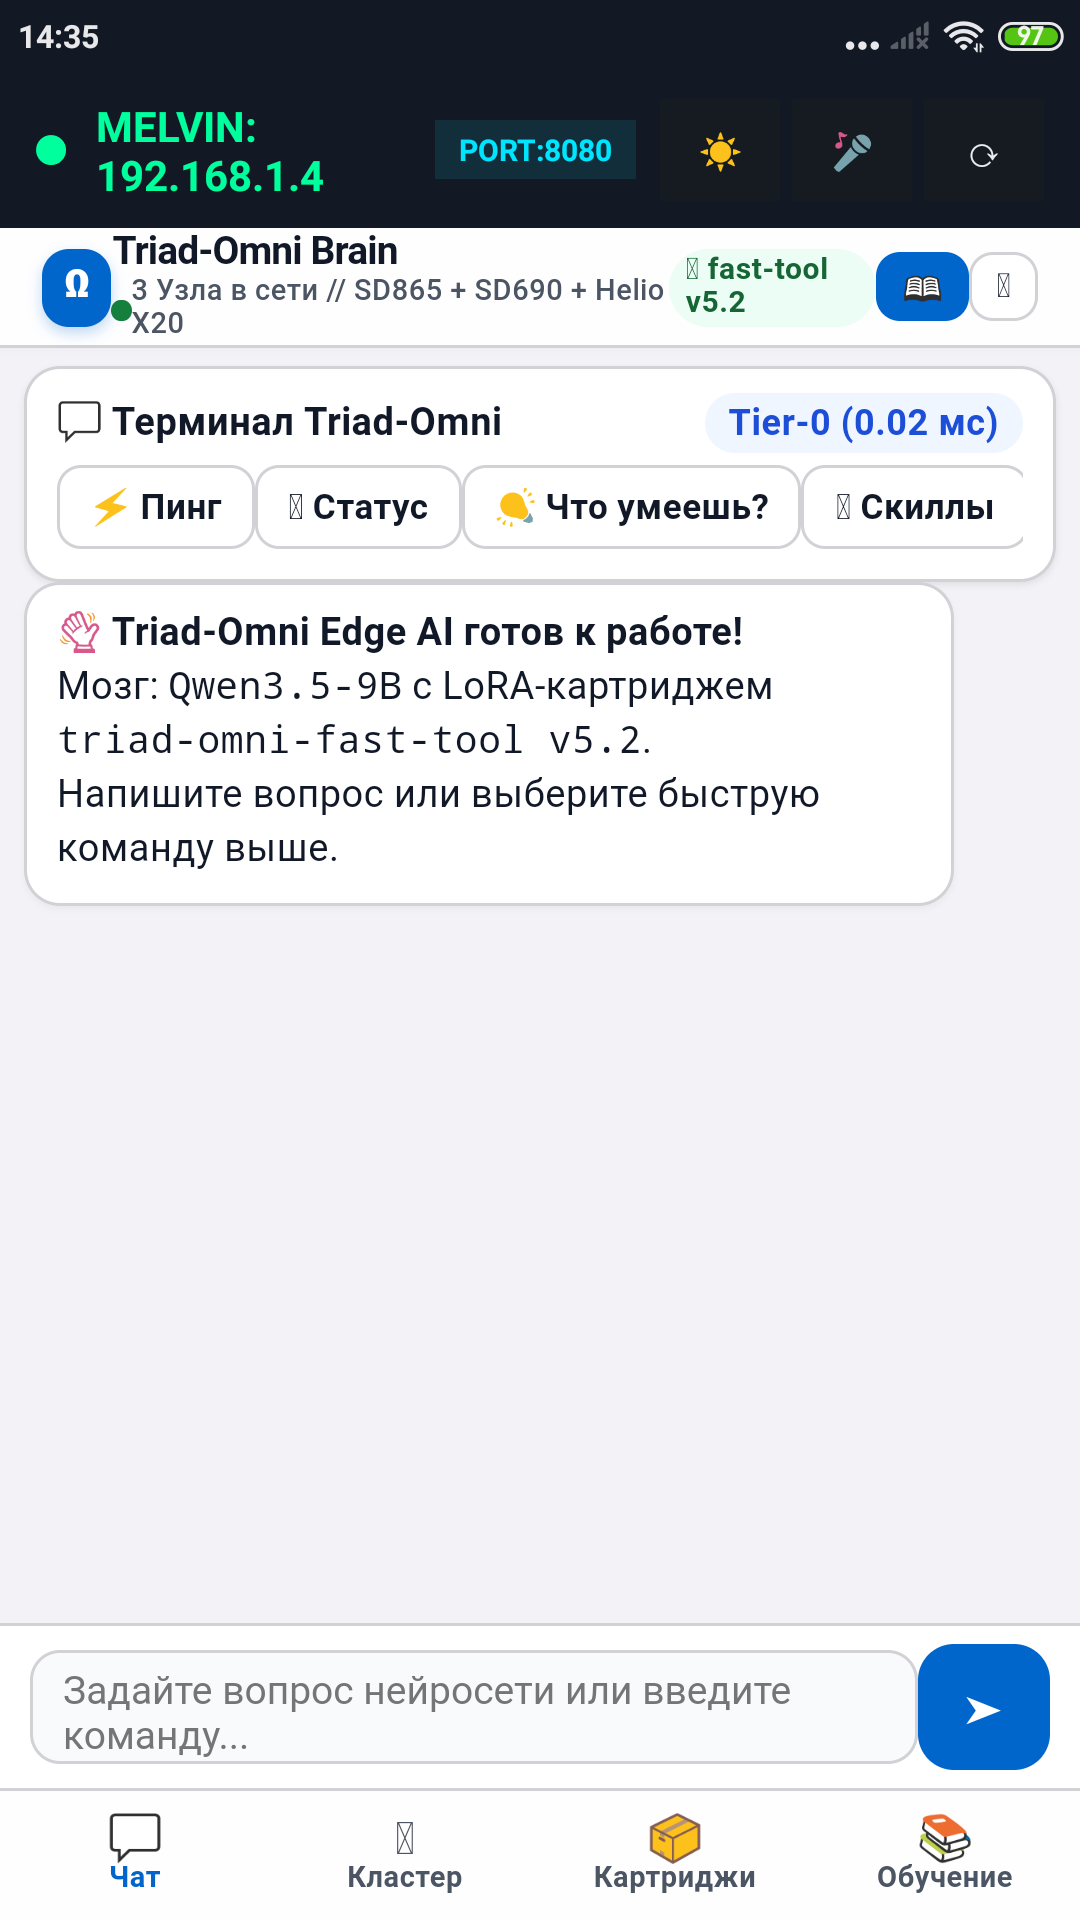 14:35
97
MELVIN:
192.168.1.4
PORT:8080
Ω
Triad-Omni Brain
3 Узла в сети // SD865 + SD690 + Helio
X20
fast-tool
v5.2
Терминал Triad-Omni
Tier-0 (0.02 мс)
Пинг
Статус
Что умеешь?
Скиллы
Triad-Omni Edge AI готов к работе!
Мозг: Qwen3.5-9B с LoRA-картриджем
triad-omni-fast-tool v5.2.
Напишите вопрос или выберите быструю
команду выше.
Задайте вопрос нейросети или введите
команду...
Чат
Кластер
Картриджи
Обучение